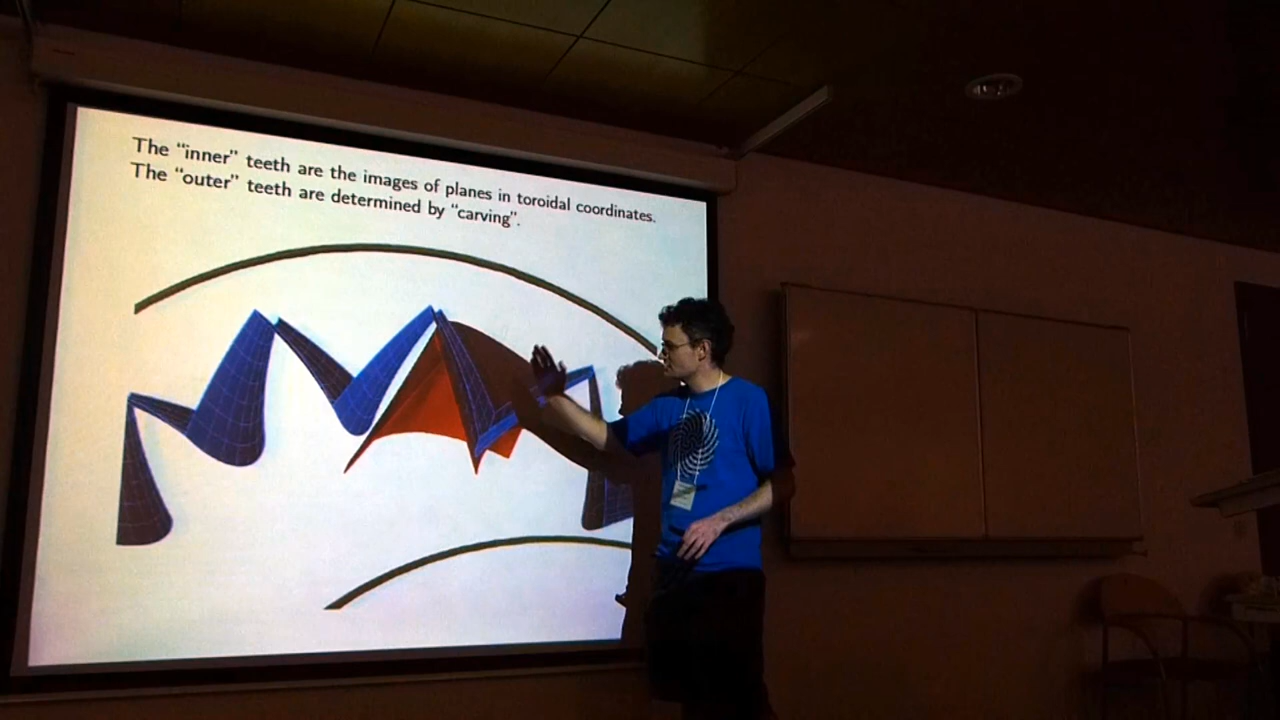 The “inner” teeth are the images of planes in toroidal coordinates.
The “outer” teeth are determined by “carving”.